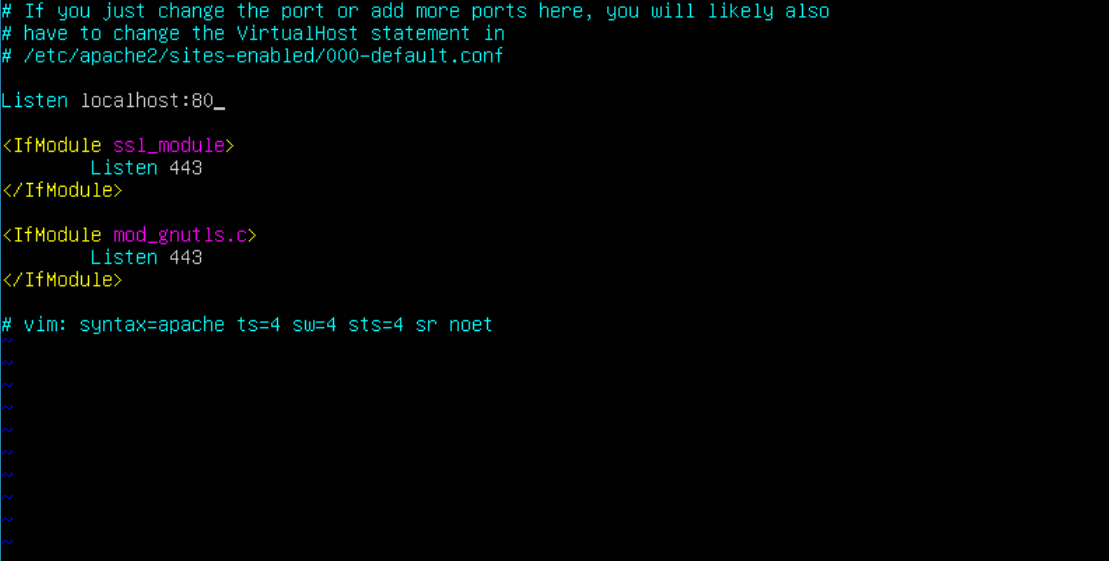 # If you just change the port or add more ports here, you will likely also
# have to change the VirtualHost statement in
# /etc/apache2/sites-enabled/000-default.conf
Listen localhost:80_
<IfModule ssl_module>
Listen 443
</IfModule>
<IfModule mod_gnutls.c>
Listen 443
</IfModule>
# vim: syntax=apache ts=4 sw=4 sts=4 sr noet
~
~
~
~
~
~
~
~
~
~